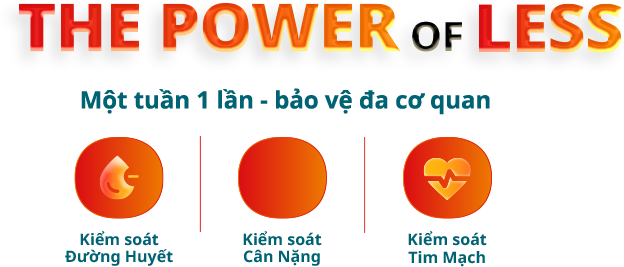 THE POWER OF LESS
Một tuần 1 lần - bảo vệ đa cơ quan
Kiểm soát
Đường Huyết
Kiểm soát
Cân Nặng
Kiểm soát
Tim Mạch